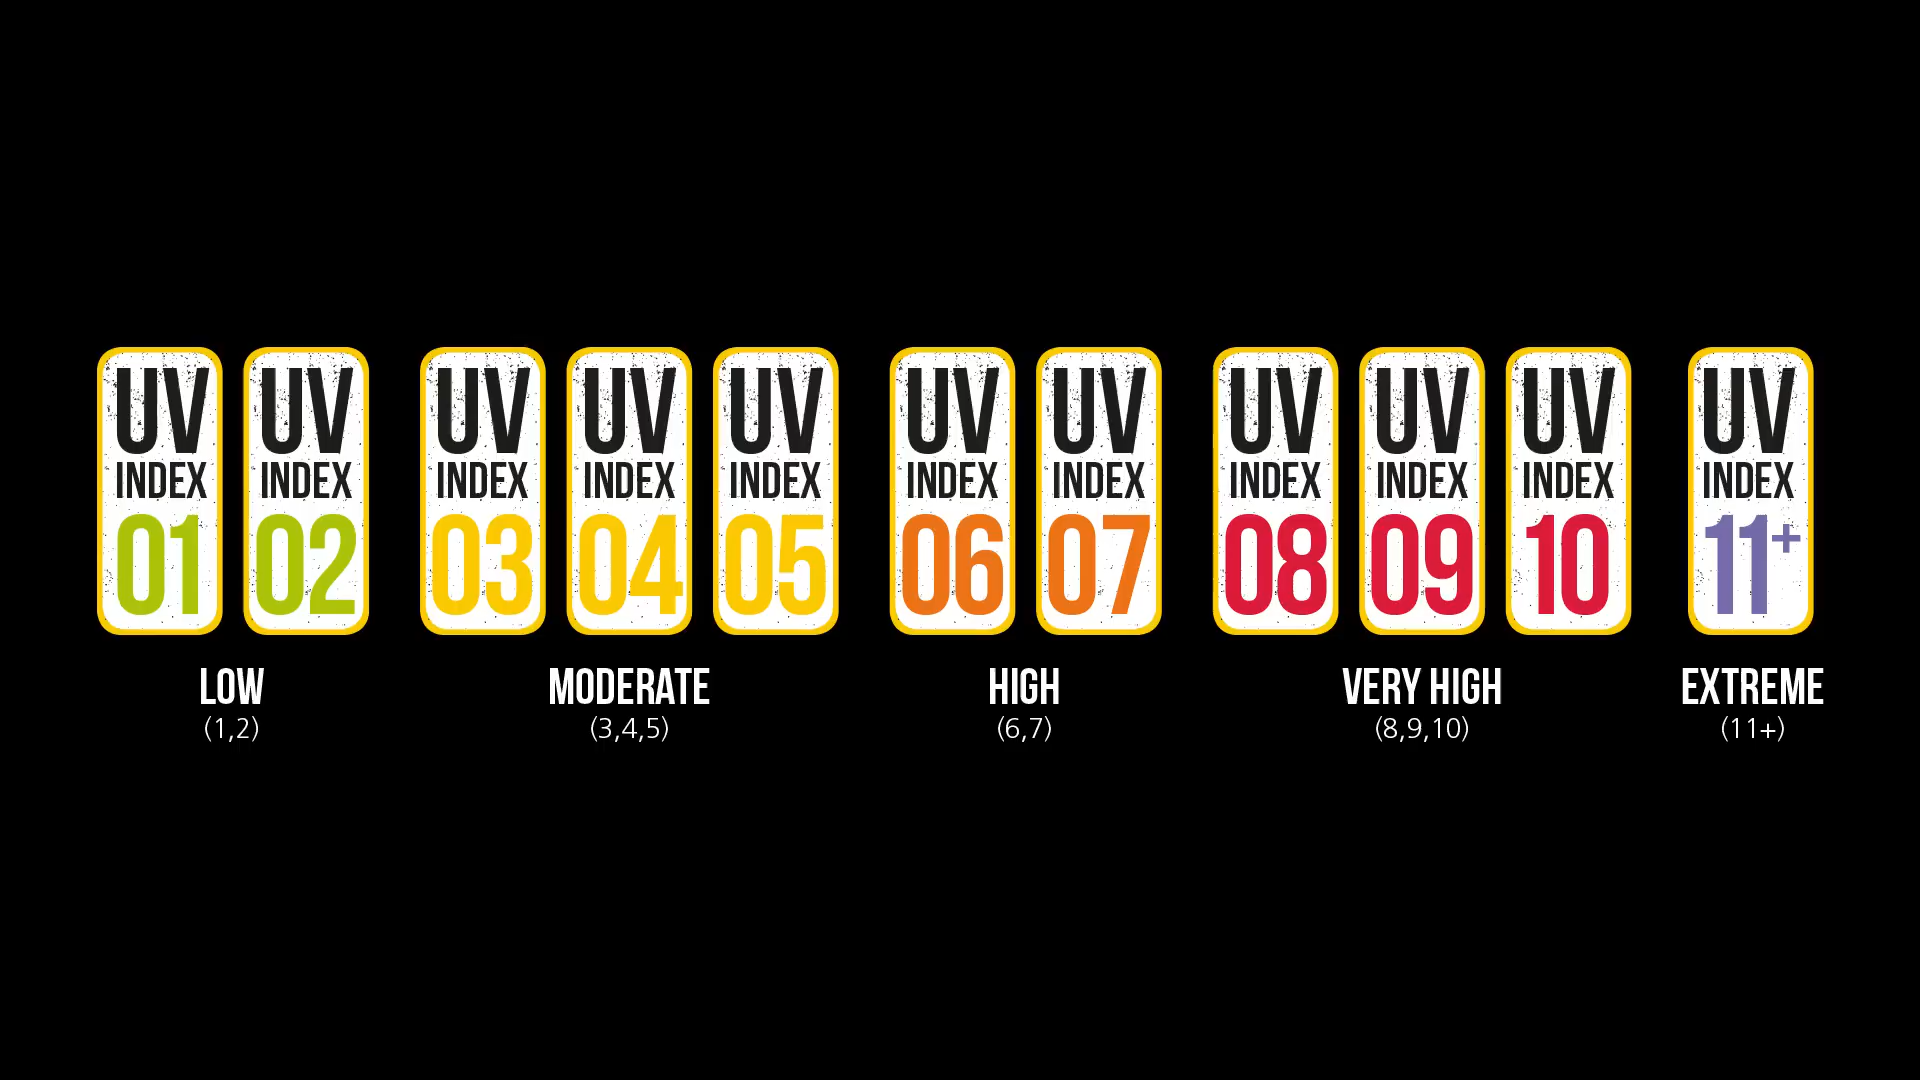 UV
INDEX
01
UV
INDEX
02
LOW
(1,2)
UV
INDEX
03
UV
INDEX
04
UV
INDEX
05
MODERATE
(3,4,5)
UV
INDEX
06
UV
INDEX
07
HIGH
(6,7)
UV
INDEX
08
UV
INDEX
09
UV
INDEX
10
VERY HIGH
(8,9,10)
UV
INDEX
11+
EXTREME
(11+)